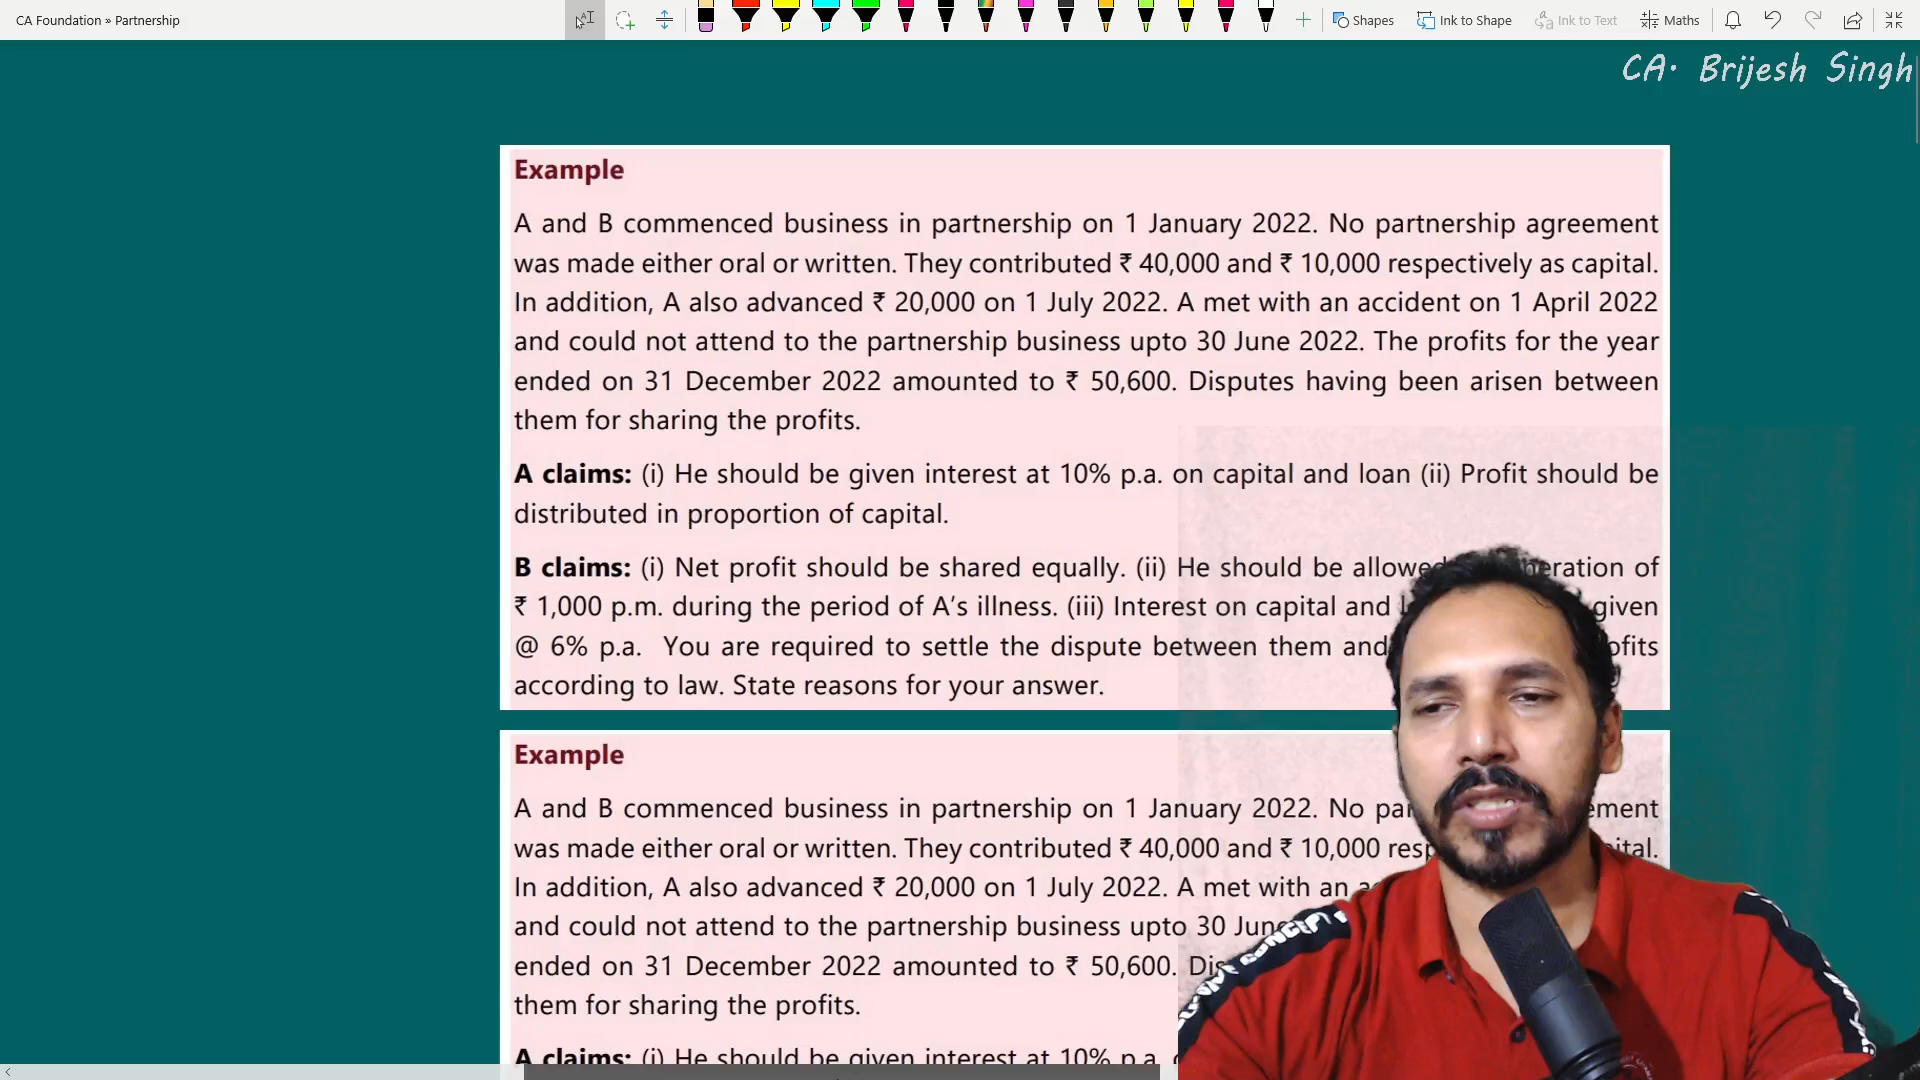 CA Foundation » Partnership
Shapes
Ink to Shape
Ink to Text
Maths
CA. Brijesh Singh
Example
A and B commenced business in partnership on 1 January 2022. No partnership agreement
was made either oral or written. They contributed ₹ 40,000 and ₹ 10,000 respectively as capital.
In addition, A also advanced ₹ 20,000 on 1 July 2022. A met with an accident on 1 April 2022
and could not attend to the partnership business upto 30 June 2022. The profits for the year
ended on 31 December 2022 amounted to ₹ 50,600. Disputes having been arisen between
them for sharing the profits.
A claims: (i) He should be given interest at 10% p.a. on capital and loan (ii) Profit should be
distributed in proportion of capital.
B claims: (i) Net profit should be shared equally. (ii) He should be allowed of
₹ 1,000 p.m. during the period of A's illness. (iii) Interest on capital and given
@ 6% p.a. You are required to settle the dispute between them and
according to law. State reasons for your answer.
Example
A and B commenced business in partnership on 1 January 2022. No
was made either oral or written. They contributed ₹ 40,000 and ₹ 10,000
In addition, A also advanced ₹ 20,000 on 1 July 2022. A met with an
and could not attend to the partnership business upto 30
ended on 31 December 2022 amounted to ₹ 50,600.
them for sharing the profits.
A claims: (i) He should be given interest at 10% p.a.